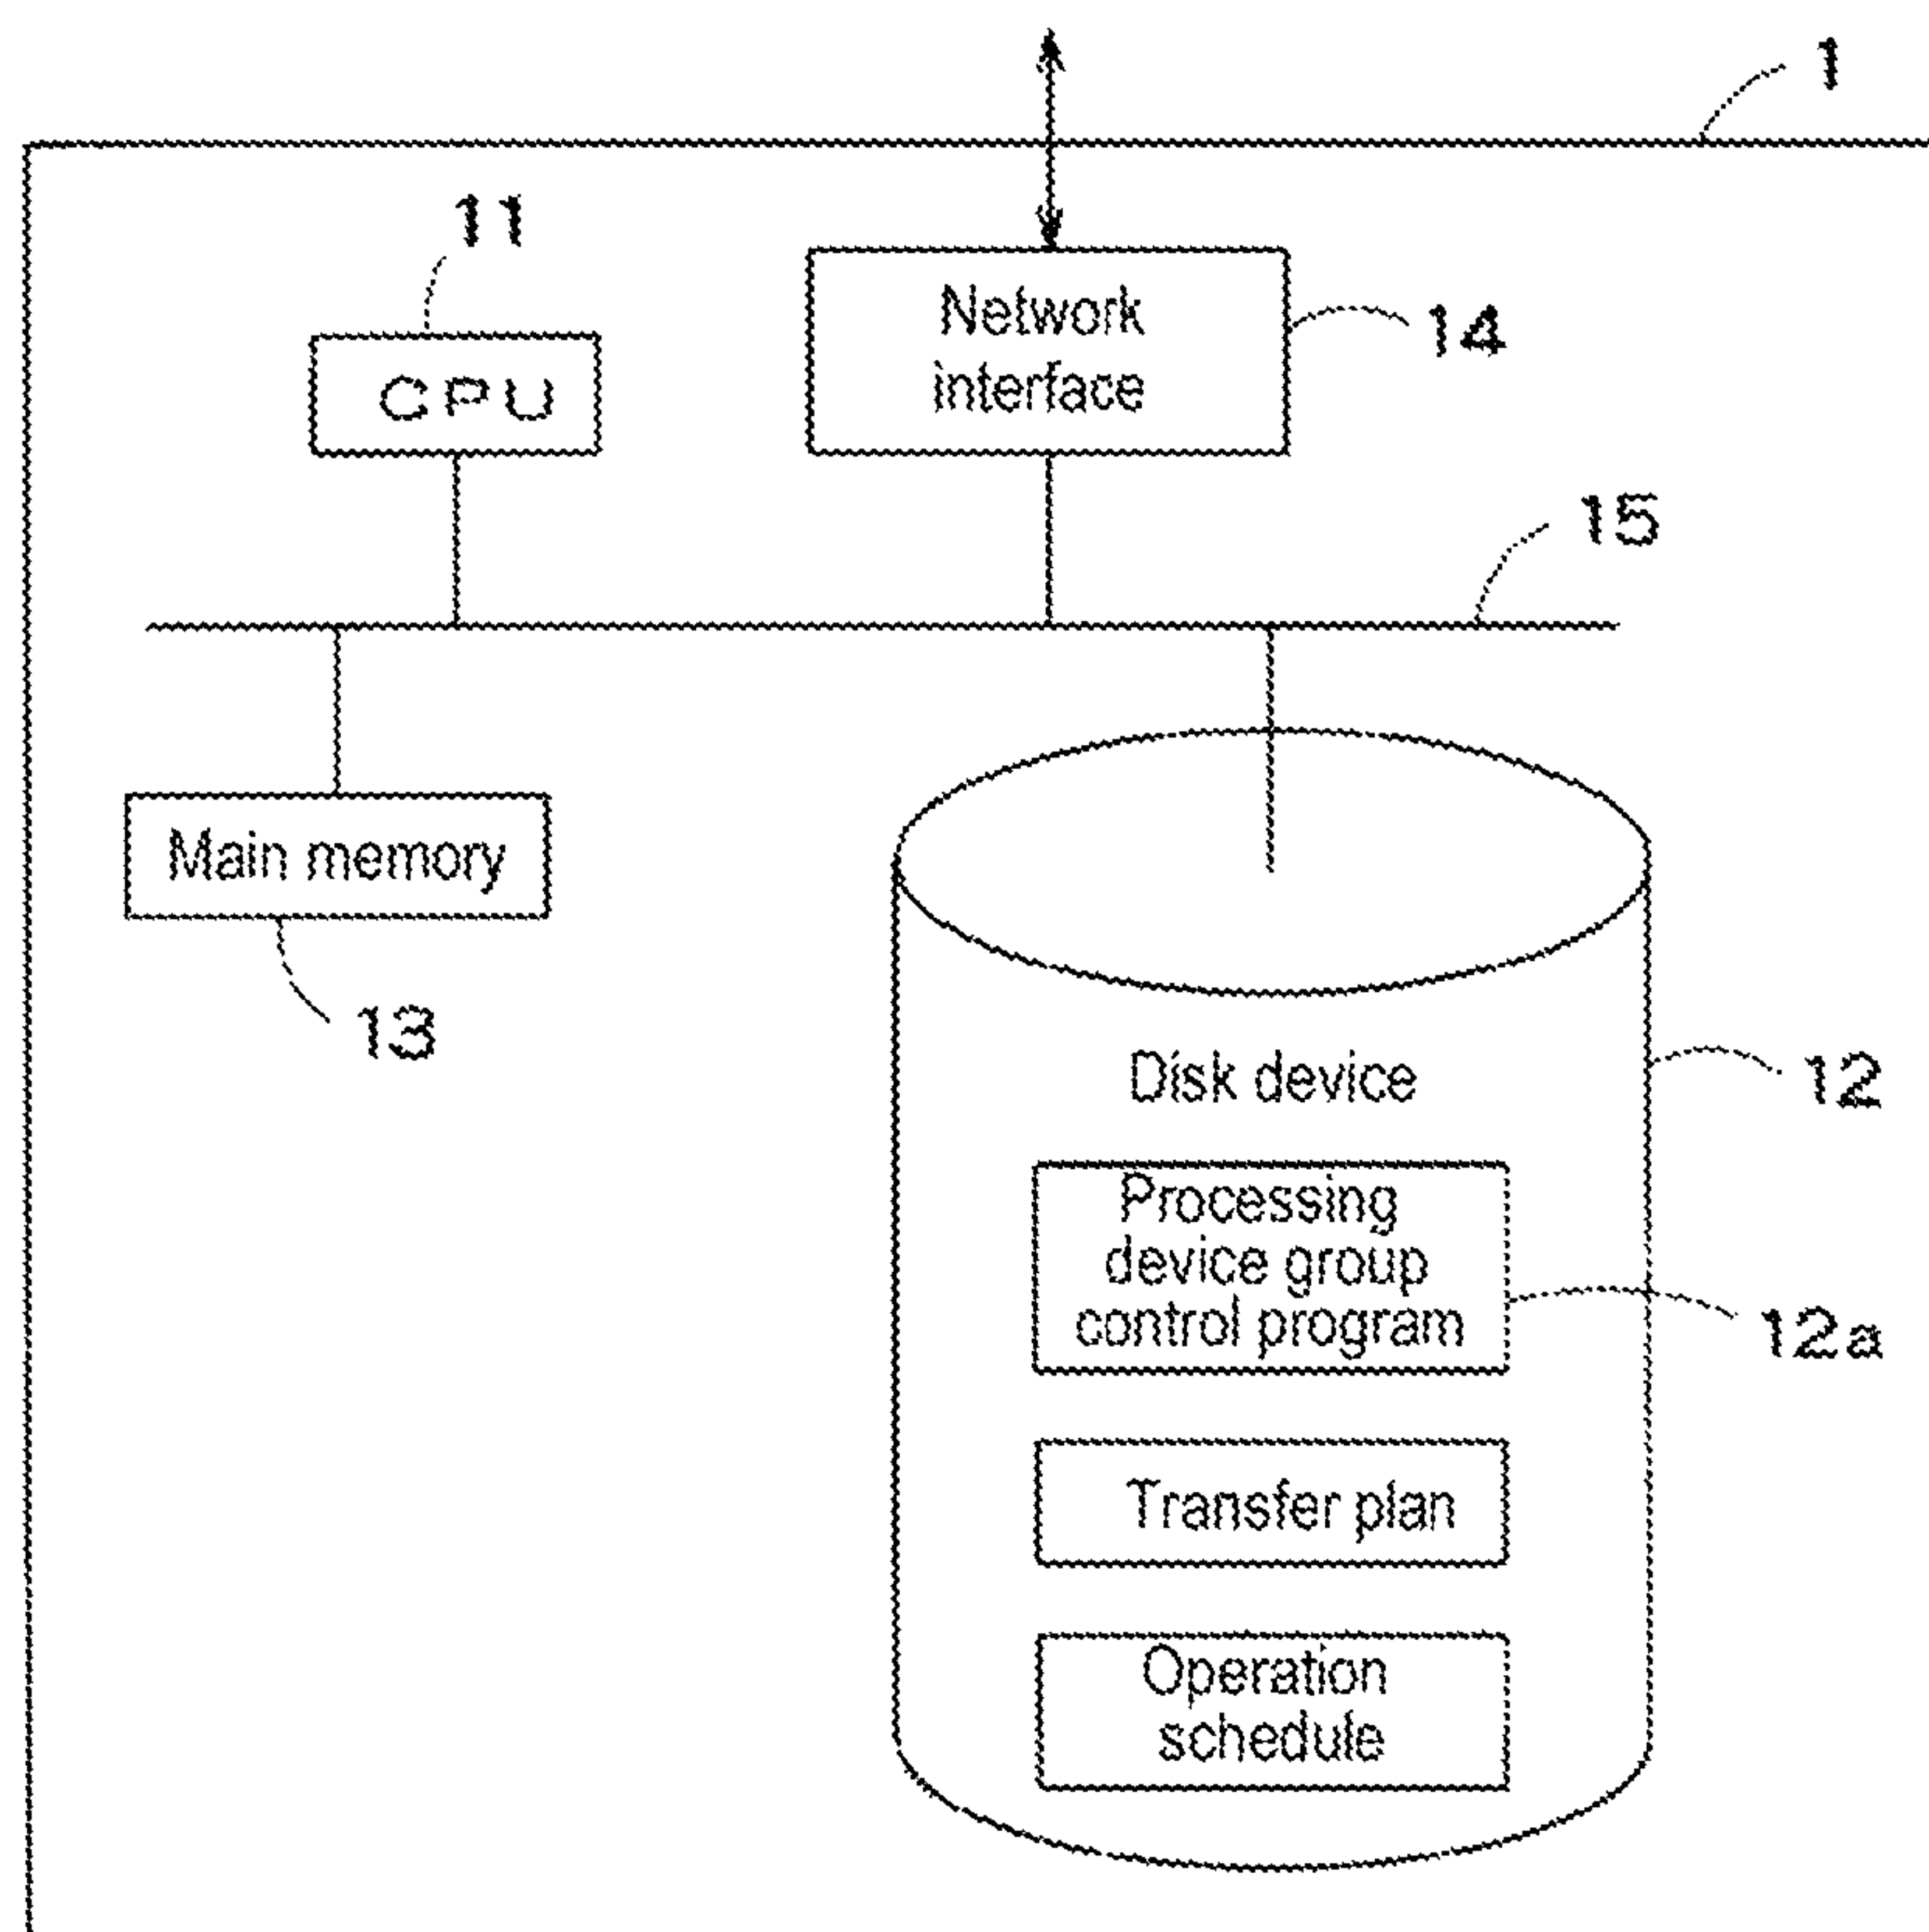 1
11
Network
interface
14
CPU
15
Main memory
13
Disk device
12
Processing
device group
control program
12a
Transfer plan
Operation
schedule